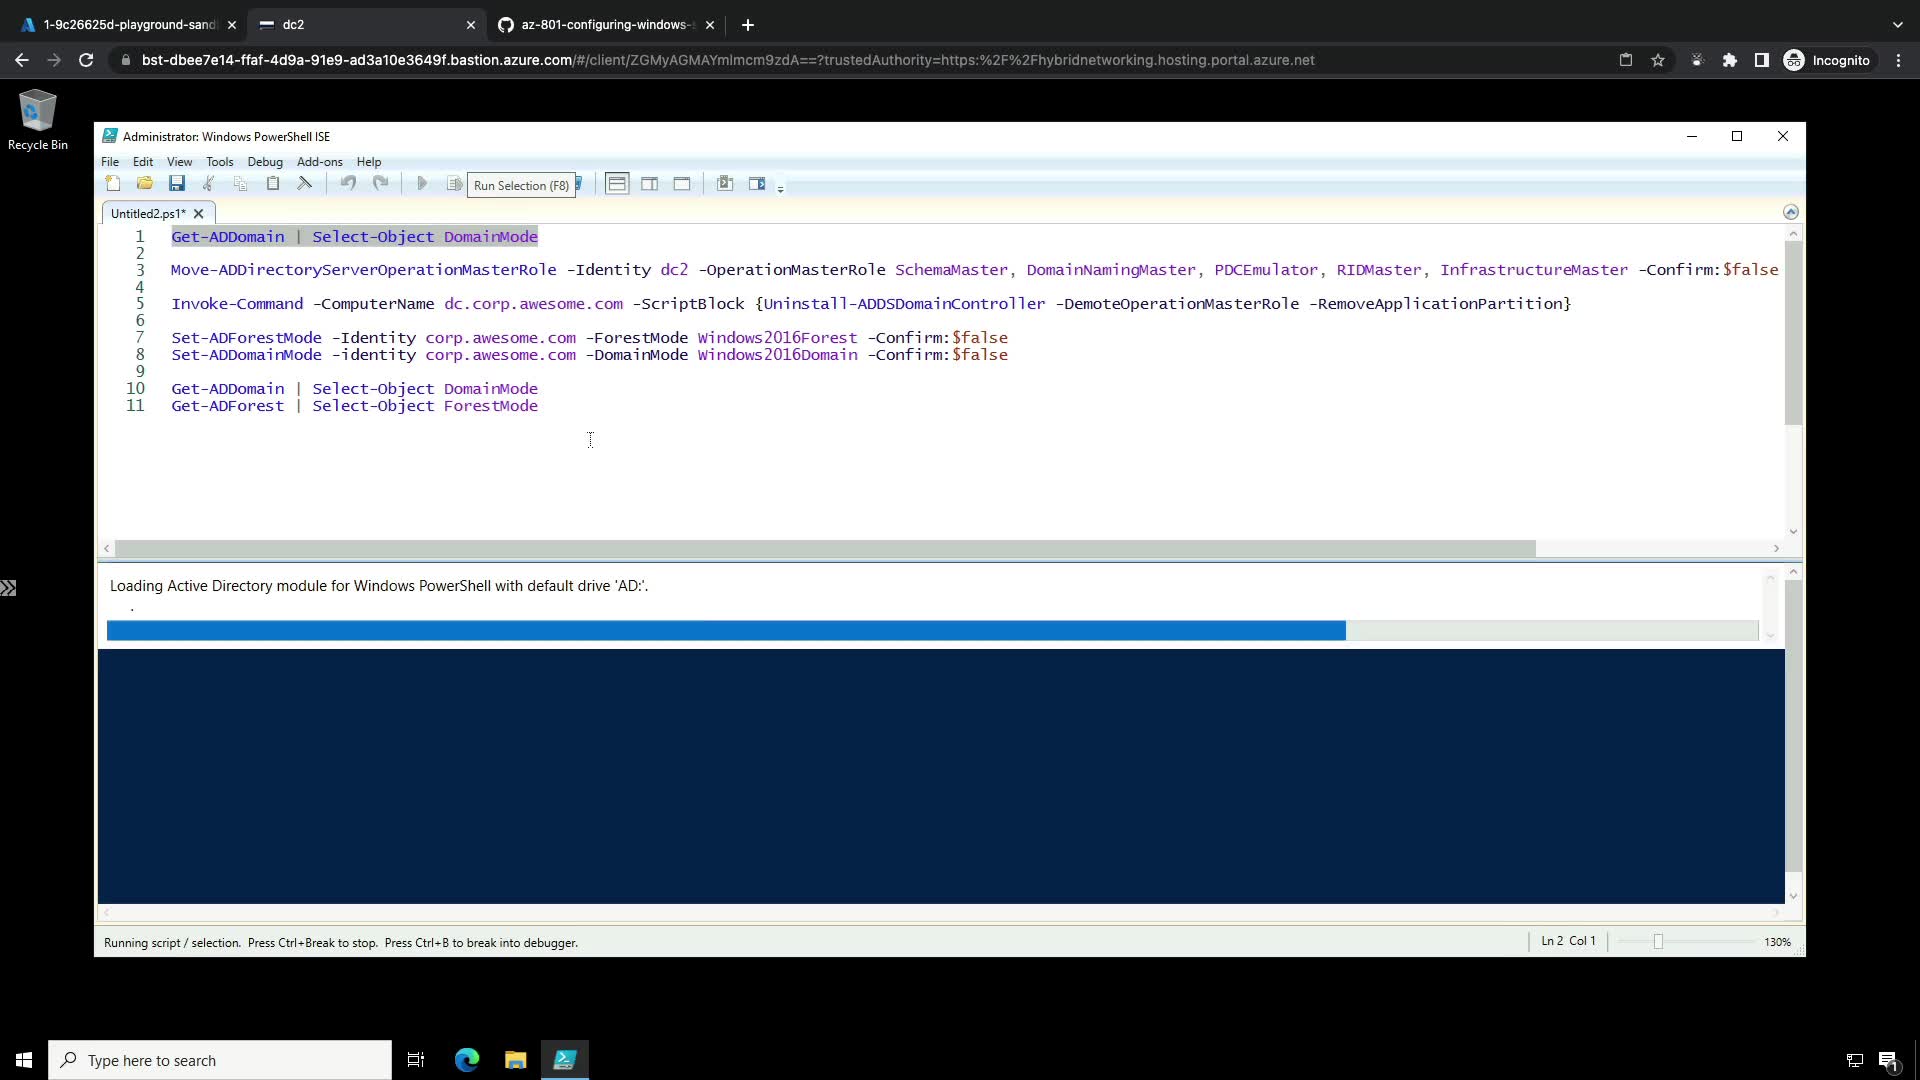 1-9c26625d-playground-sand
dc2
az-801-configuring-windows-s
bst-dbee7e14-ffaf-4d9a-91e9-ad3a10e3649f.bastion.azure.com/#/client/ZGMyAGMAYmlmcm9zdA==?trustedAuthority=https:%2F%2Fhybridnetworking.hosting.portal.azure.net
Incognito
Recycle Bin
Administrator: Windows PowerShell ISE
File Edit View Tools Debug Add-ons Help
Run Selection (F8)
Untitled2.ps1*
1 Get-ADDomain | Select-Object DomainMode
2
3 Move-ADDirectoryServerOperationMasterRole -Identity dc2 -OperationMasterRole SchemaMaster, DomainNamingMaster, PDCEmulator, RIDMaster, InfrastructureMaster -Confirm:$false
4
5 Invoke-Command -ComputerName dc.corp.awesome.com -ScriptBlock {Uninstall-ADDSDomainController -DemoteOperationMasterRole -RemoveApplicationPartition}
6
7 Set-ADForestMode -Identity corp.awesome.com -ForestMode Windows2016Forest -Confirm:$false
8 Set-ADDomainMode -identity corp.awesome.com -DomainMode Windows2016Domain -Confirm:$false
9
10 Get-ADDomain | Select-Object DomainMode
11 Get-ADForest | Select-Object ForestMode
Loading Active Directory module for Windows PowerShell with default drive 'AD:'.
.
Running script / selection. Press Ctrl+Break to stop. Press Ctrl+B to break into debugger.
Ln 2 Col 1
130%
Type here to search
1